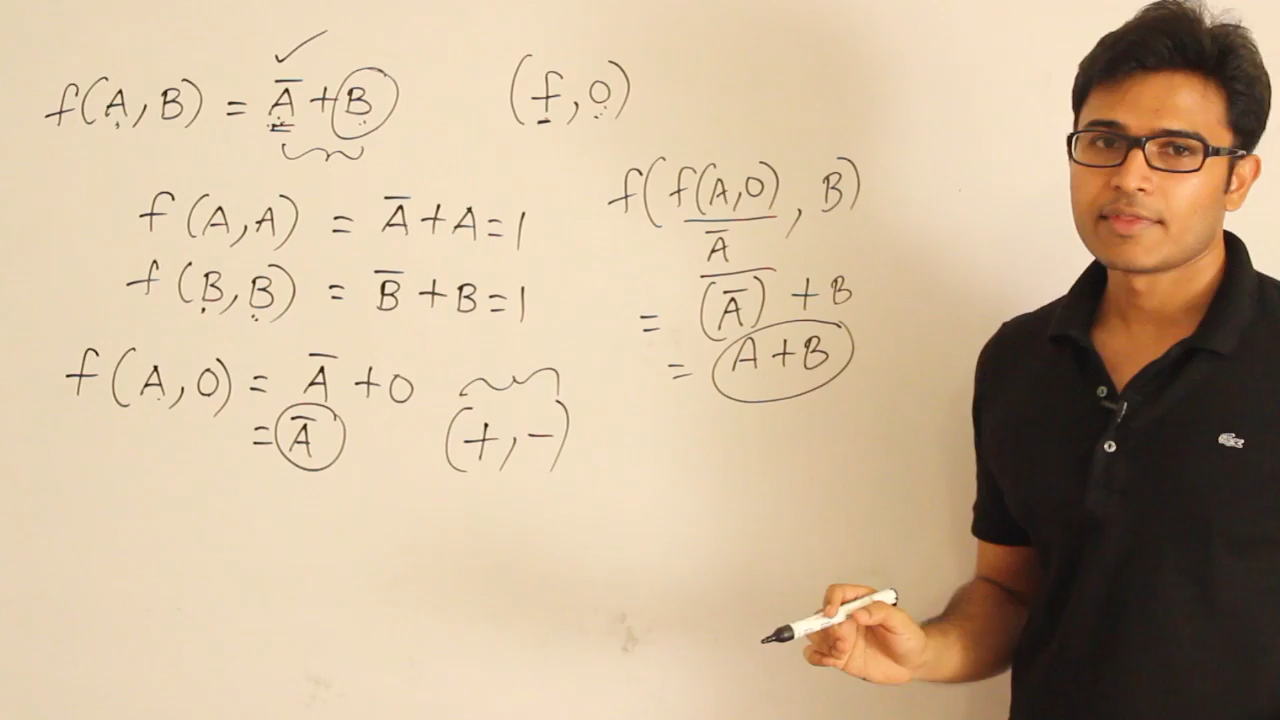 f(A, B) = A̅ + B
(f, 0)
f(A, A) = A̅ + A = 1
f(B, B) = B̅ + B = 1
f(A, 0) = A̅ + 0
= A̅
(+, -)
f(f(A,0), B)
A̅
= (A̅)̅ + B
= A + B